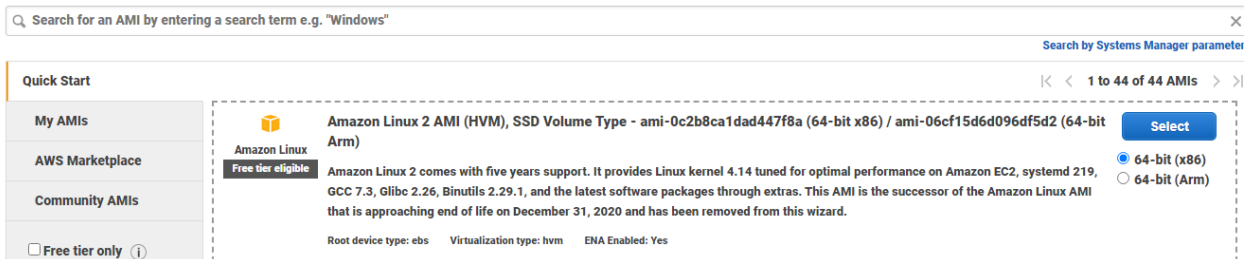 Search for an AMI by entering a search term e.g. "Windows"
Search by Systems Manager parameter
Quick Start
1 to 44 of 44 AMIs
My AMIs
AWS Marketplace
Community AMIs
Free tier only
Amazon Linux
Free tier eligible
Amazon Linux 2 AMI (HVM), SSD Volume Type - ami-0c2b8ca1dad447f8a (64-bit x86) / ami-06cf15d6d096df5d2 (64-bit
Arm)
Amazon Linux 2 comes with five years support. It provides Linux kernel 4.14 tuned for optimal performance on Amazon EC2, systemd 219,
GCC 7.3, Glibc 2.26, Binutils 2.29.1, and the latest software packages through extras. This AMI is the successor of the Amazon Linux AMI
that is approaching end of life on December 31, 2020 and has been removed from this wizard.
Root device type: ebs Virtualization type: hvm ENA Enabled: Yes
Select
64-bit (x86)
64-bit (Arm)